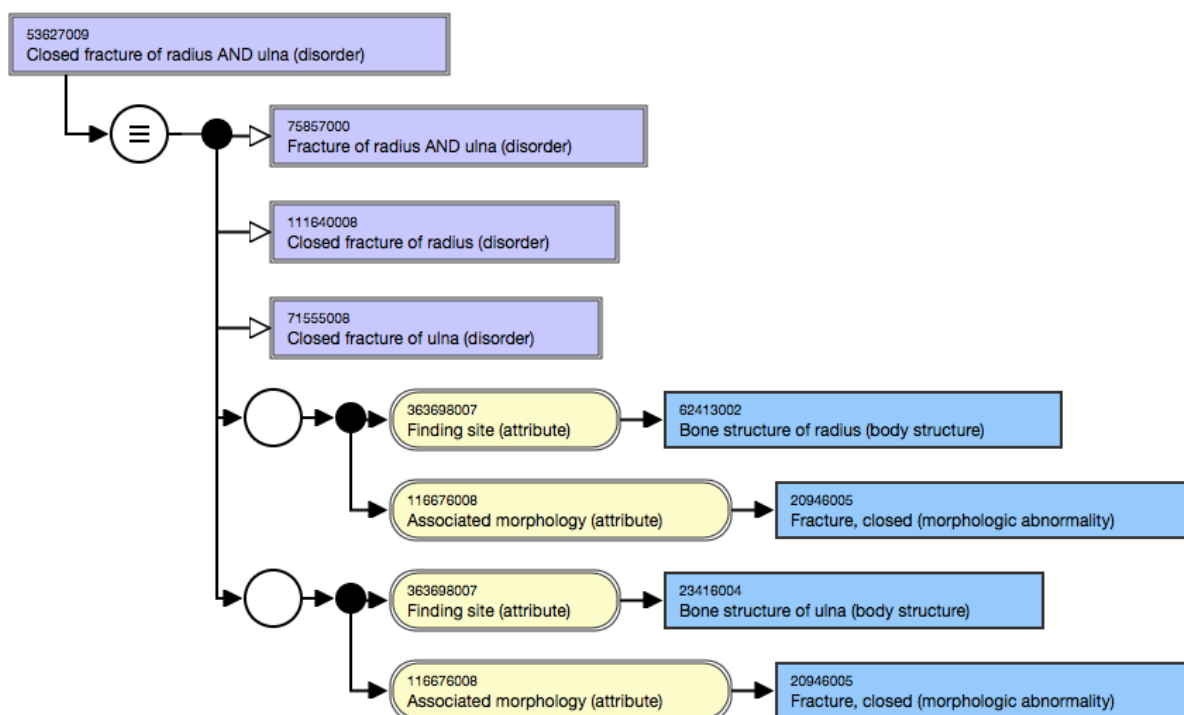 53627009
Closed fracture of radius AND ulna (disorder)
75857000
Fracture of radius AND ulna (disorder)
111640008
Closed fracture of radius (disorder)
71555008
Closed fracture of ulna (disorder)
363698007
Finding site (attribute)
62413002
Bone structure of radius (body structure)
116676008
Associated morphology (attribute)
20946005
Fracture, closed (morphologic abnormality)
363698007
Finding site (attribute)
23416004
Bone structure of ulna (body structure)
116676008
Associated morphology (attribute)
20946005
Fracture, closed (morphologic abnormality)